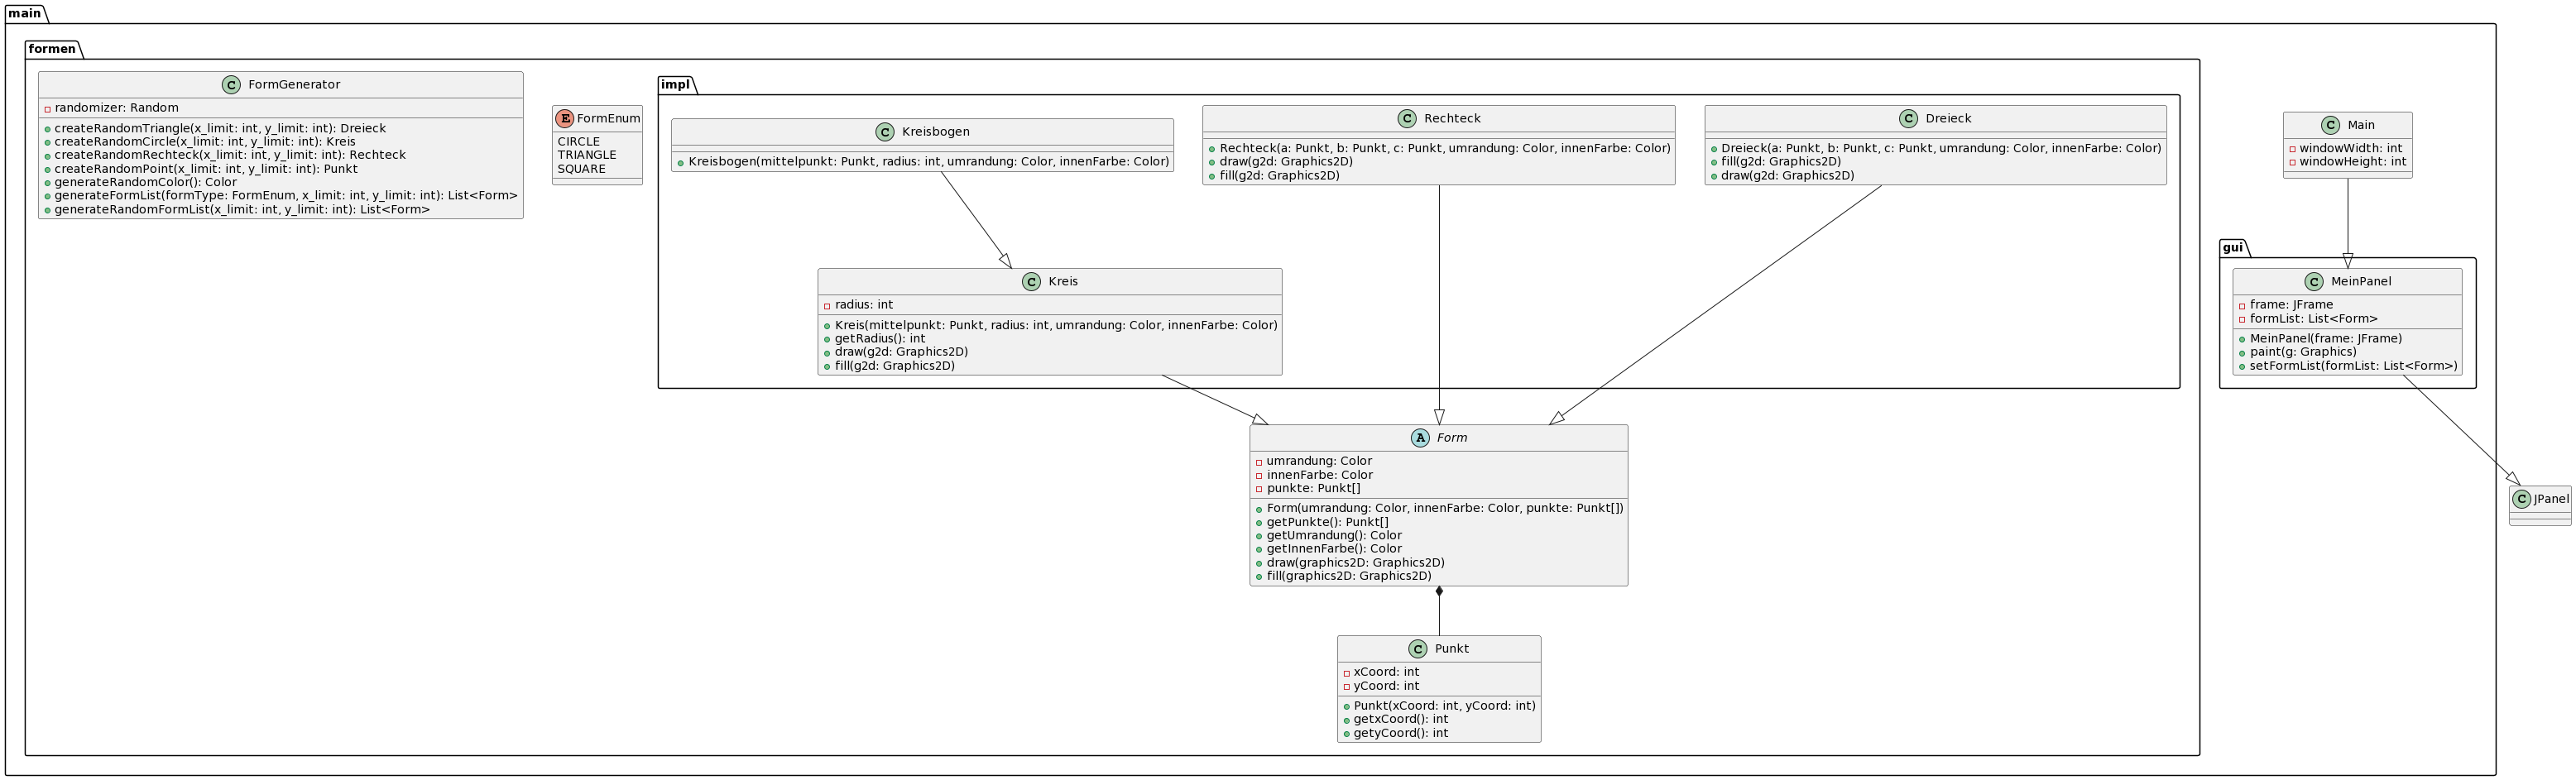 main
formen
C FormGenerator
randomizer: Random
createRandomTriangle(x_limit: int, y_limit: int): Dreieck
createRandomCircle(x_limit: int, y_limit: int): Kreis
createRandomRechteck(x_limit: int, y_limit: int): Rechteck
createRandomPoint(x_limit: int, y_limit: int): Punkt
generateRandomColor(): Color
generateFormList(formType: FormEnum, x_limit: int, y_limit: int): List<Form>
generateRandomFormList(x_limit: int, y_limit: int): List<Form>
E FormEnum
CIRCLE
TRIANGLE
SQUARE
impl
C Kreisbogen
Kreisbogen(mittelpunkt: Punkt, radius: int, umrandung: Color, innenFarbe: Color)
C Rechteck
Rechteck(a: Punkt, b: Punkt, c: Punkt, umrandung: Color, innenFarbe: Color)
draw(g2d: Graphics2D)
fill(g2d: Graphics2D)
C Dreieck
Dreieck(a: Punkt, b: Punkt, c: Punkt, umrandung: Color, innenFarbe: Color)
fill(g2d: Graphics2D)
draw(g2d: Graphics2D)
C Main
windowWidth: int
windowHeight: int
C Kreis
radius: int
Kreis(mittelpunkt: Punkt, radius: int, umrandung: Color, innenFarbe: Color)
getRadius(): int
draw(g2d: Graphics2D)
fill(g2d: Graphics2D)
gui
C MeinPanel
frame: JFrame
formList: List<Form>
MeinPanel(frame: JFrame)
paint(g: Graphics)
setFormList(formList: List<Form>)
A Form
umrandung: Color
innenFarbe: Color
punkte: Punkt[]
Form(umrandung: Color, innenFarbe: Color, punkte: Punkt[])
getPunkte(): Punkt[]
getUmrandung(): Color
getInnenFarbe(): Color
draw(graphics2D: Graphics2D)
fill(graphics2D: Graphics2D)
C JPanel
C Punkt
xCoord: int
yCoord: int
Punkt(xCoord: int, yCoord: int)
getxCoord(): int
getyCoord(): int